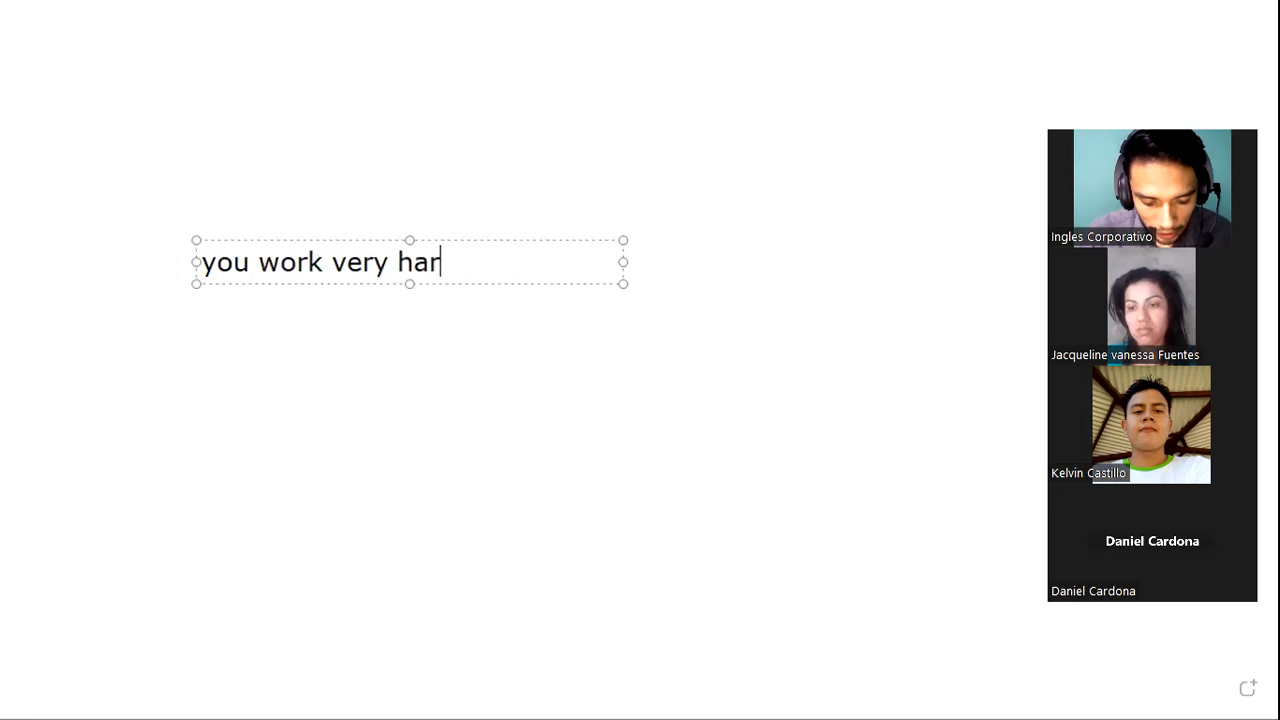 you work very har
Ingles Corporativo
Jacqueline vanessa Fuentes
Kelvin Castillo
Daniel Cardona
Daniel Cardona